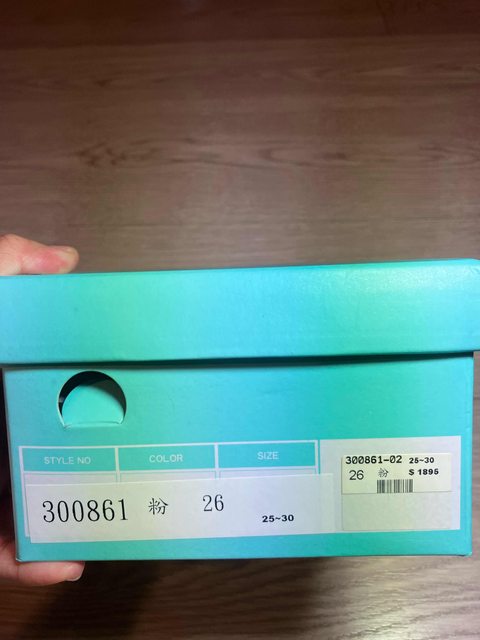 STYLE NO COLOR SIZE
300861 粉 26
25~30
300861-02 25-30
26 粉 $ 1895